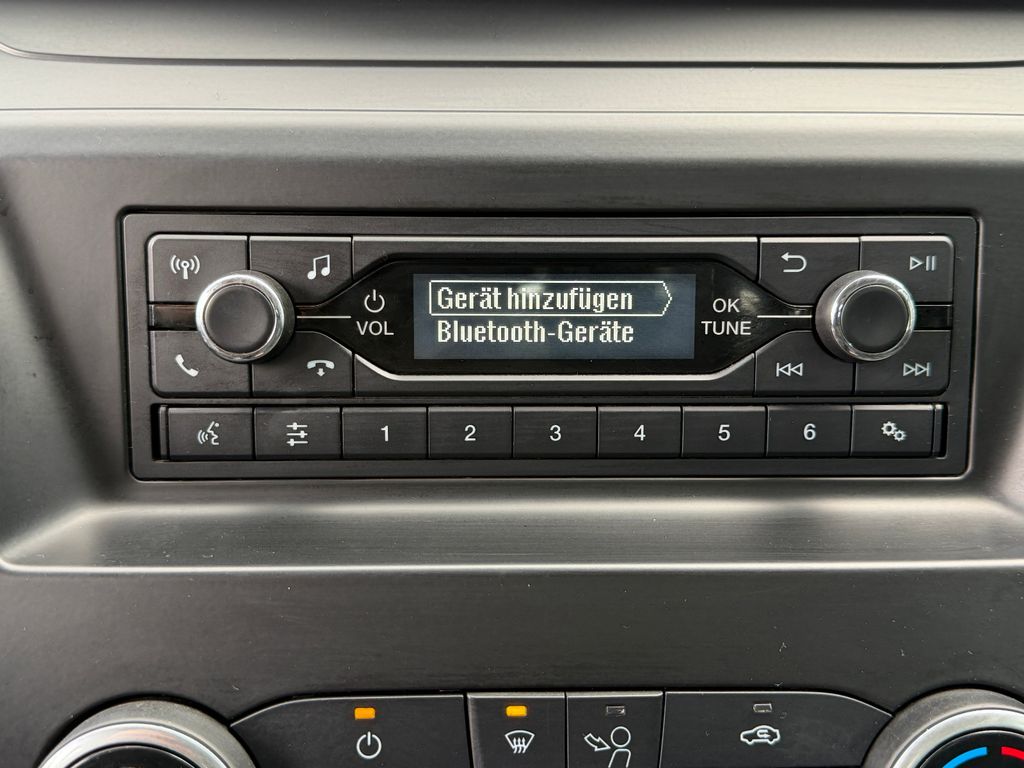 Gerät hinzufügen
Bluetooth-Geräte
VOL
OK
TUNE
1 2 3 4 5 6